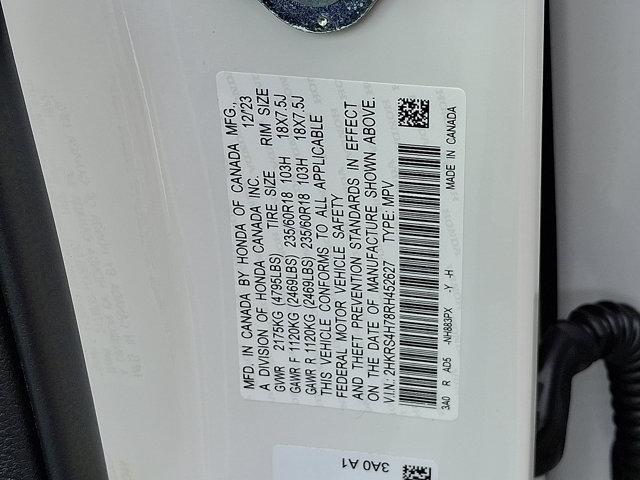 MFD. IN CANADA BY HONDA OF CANADA MFG.,
A DIVISION OF HONDA CANADA INC. 12/23
GVWR 2175KG (4795LBS) TIRE SIZE RIM SIZE
GAWR F 1120KG (2469LBS) 235/60R18 103H 18X7.5J
GAWR R 1120KG (2469LBS) 235/60R18 103H 18X7.5J
THIS VEHICLE CONFORMS TO ALL APPLICABLE
FEDERAL MOTOR VEHICLE SAFETY
AND THEFT PREVENTION STANDARDS IN EFFECT
ON THE DATE OF MANUFACTURE SHOWN ABOVE.
V.I.N.: 2HKRS4H78RH452627 TYPE: MPV
3A0 R AD5 -NH883PX -Y -H MADE IN CANADA
3A0 A1